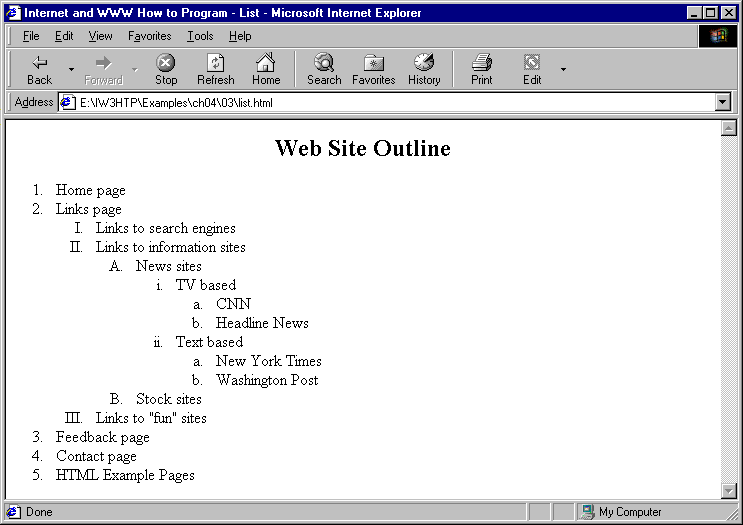 Internet and WWW How to Program - List - Microsoft Internet Explorer
File Edit View Favorites Tools Help
Back Forward Stop Refresh Home Search Favorites History Print Edit
Address E:\IW3HTP\Examples\ch04\03\list.html
Web Site Outline
1. Home page
2. Links page
I. Links to search engines
II. Links to information sites
A. News sites
i. TV based
a. CNN
b. Headline News
ii. Text based
a. New York Times
b. Washington Post
B. Stock sites
III. Links to "fun" sites
3. Feedback page
4. Contact page
5. HTML Example Pages
Done My Computer